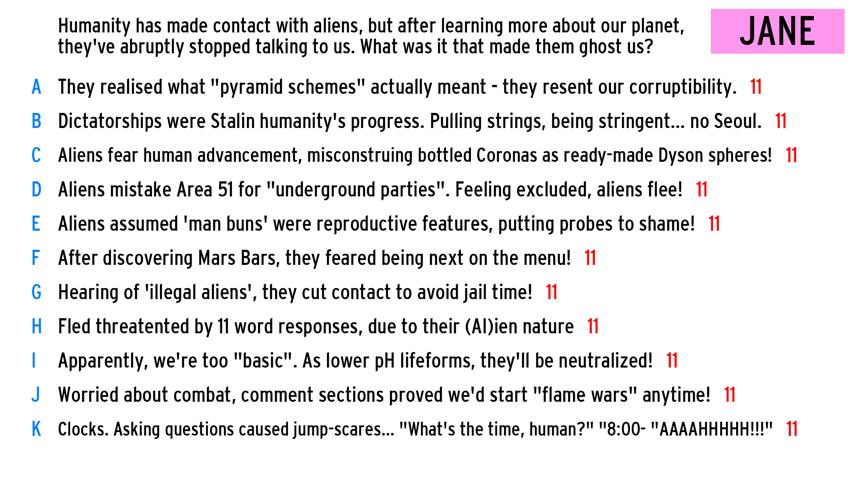 Humanity has made contact with aliens, but after learning more about our planet,
they've abruptly stopped talking to us. What was it that made them ghost us?
JANE
A They realised what "pyramid schemes" actually meant - they resent our corruptibility. 11
B Dictatorships were Stalin humanity's progress. Pulling strings, being stringent... no Seoul. 11
C Aliens fear human advancement, misconstruing bottled Coronas as ready-made Dyson spheres! 11
D Aliens mistake Area 51 for "underground parties". Feeling excluded, aliens flee! 11
E Aliens assumed 'man buns' were reproductive features, putting probes to shame! 11
F After discovering Mars Bars, they feared being next on the menu! 11
G Hearing of 'illegal aliens', they cut contact to avoid jail time! 11
H Fled threatented by 11 word responses, due to their (AI)ien nature 11
I Apparently, we're too "basic". As lower pH lifeforms, they'll be neutralized! 11
J Worried about combat, comment sections proved we'd start "flame wars" anytime! 11
K Clocks. Asking questions caused jump-scares... "What's the time, human?" "8:00- "AAAAHHHHH!!!" 11